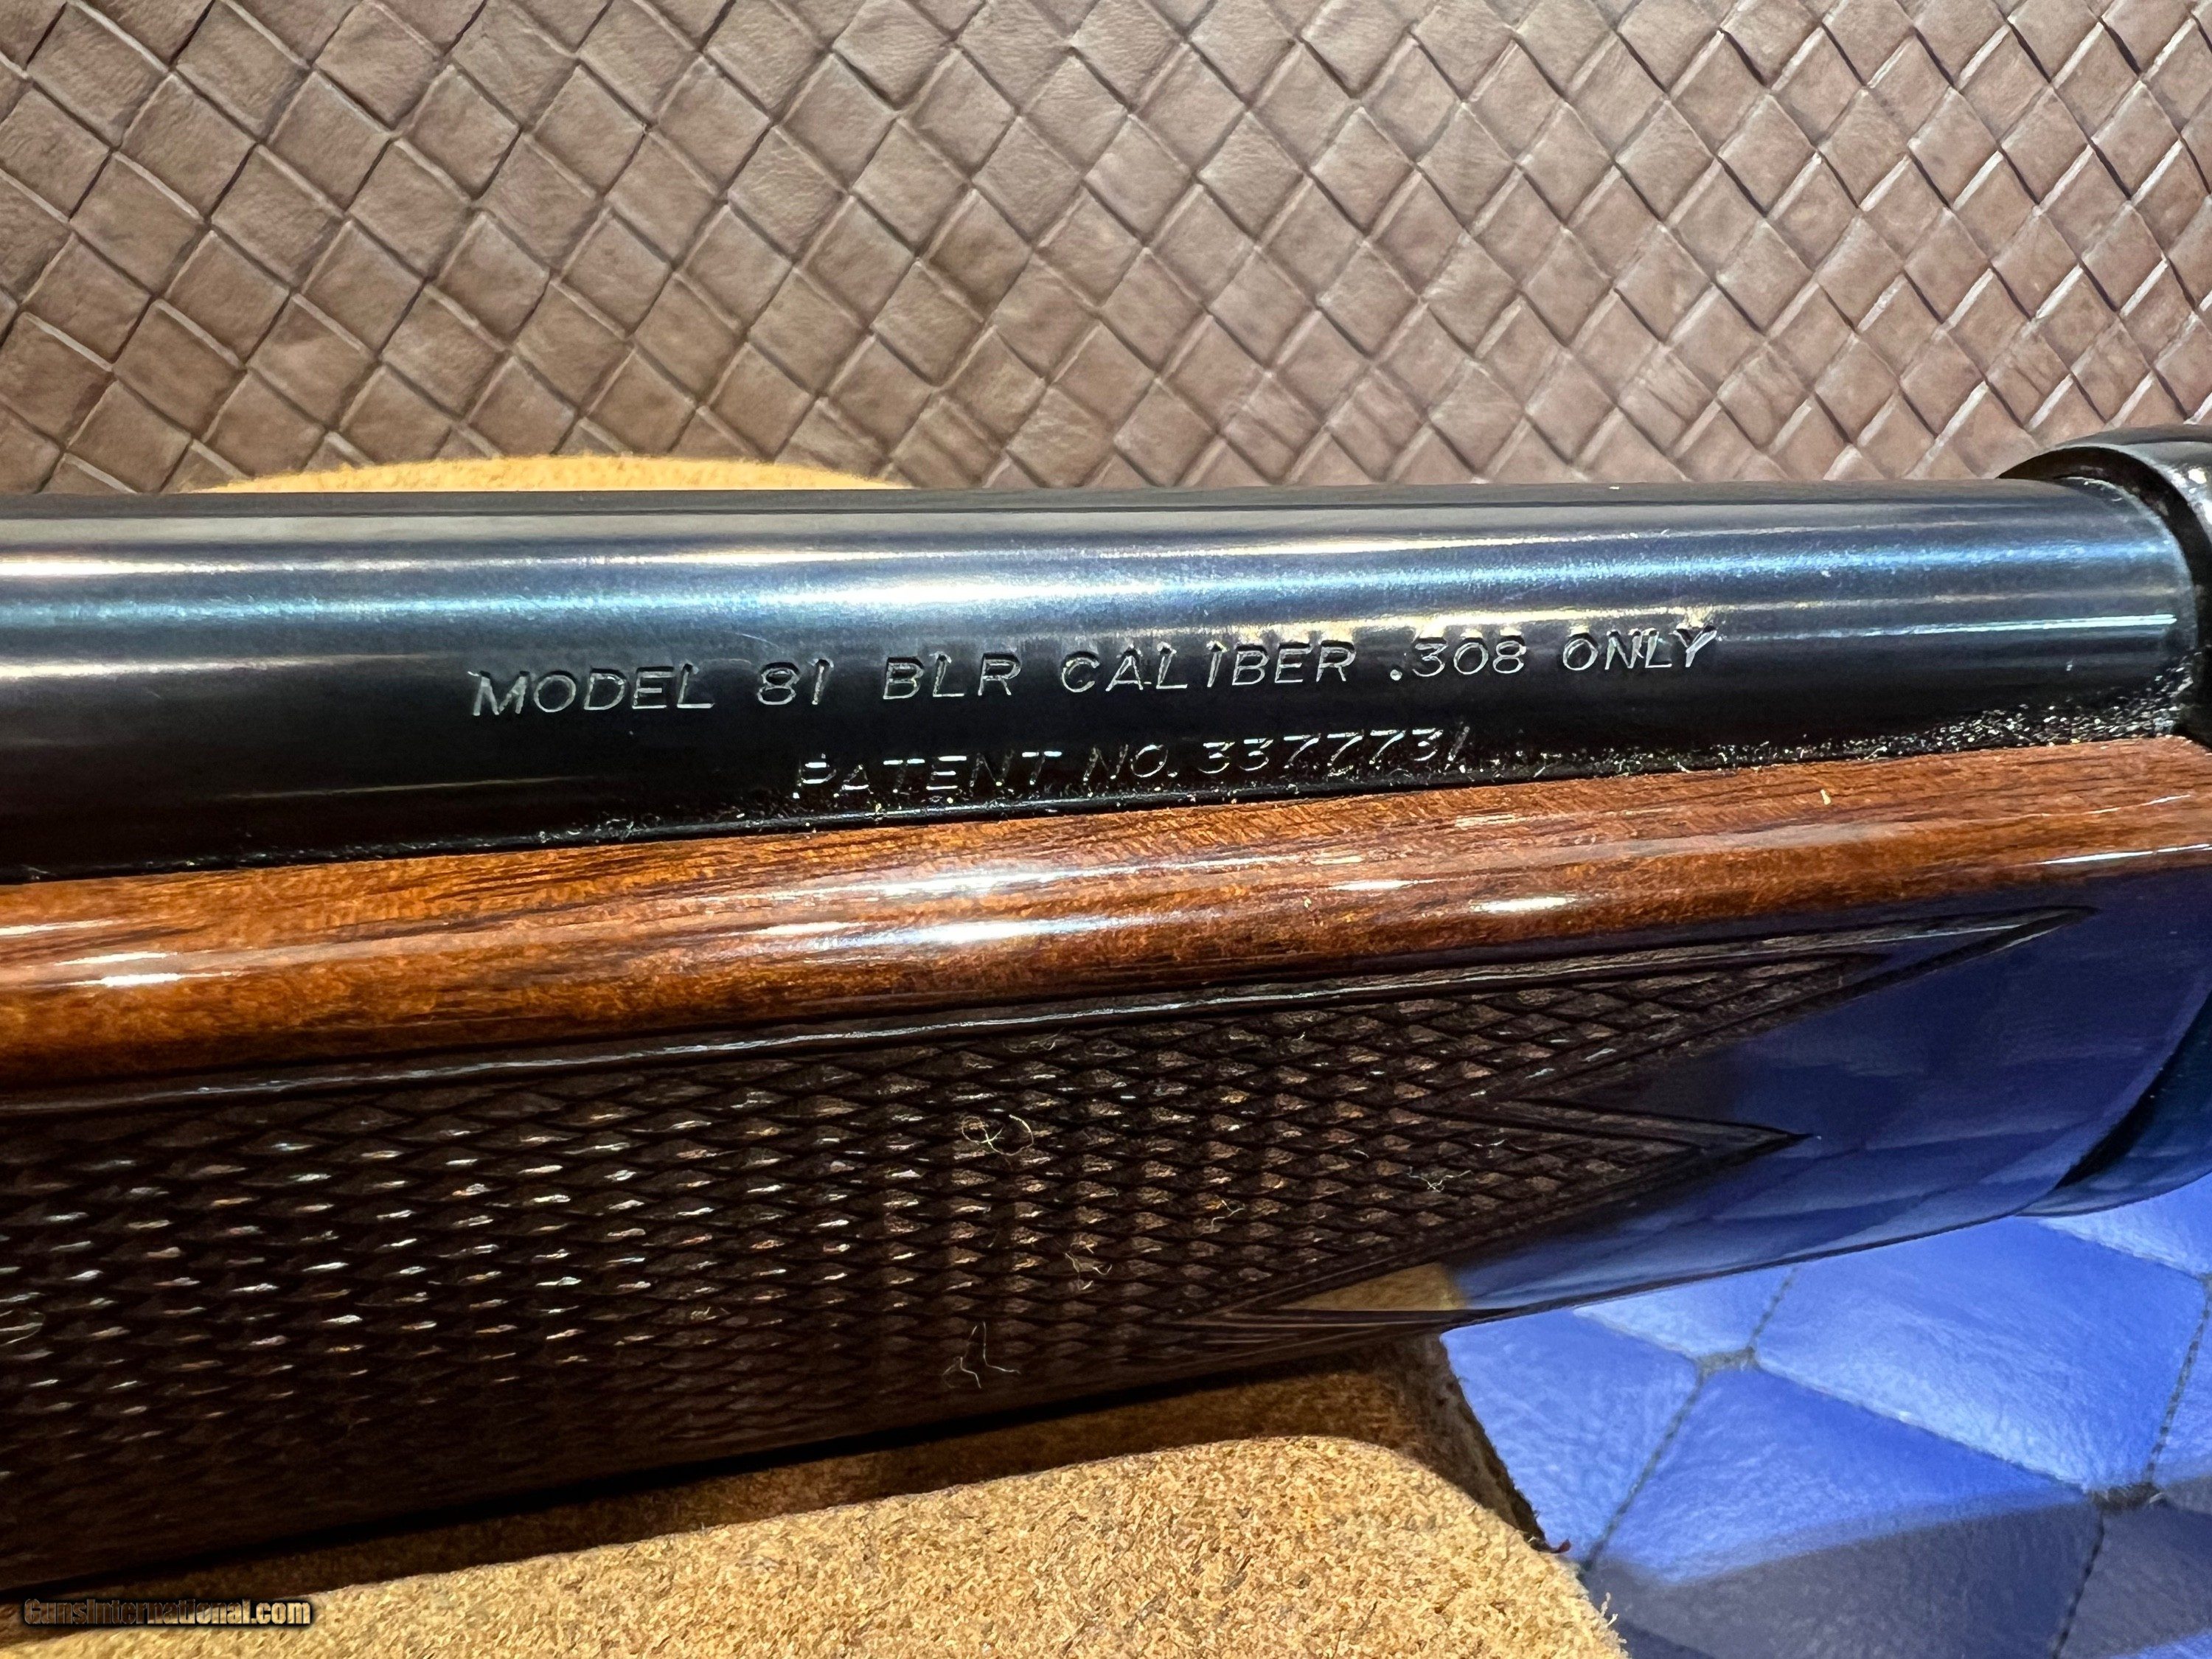 MODEL 81 BLR CALIBER .308 ONLY
PATENT NO. 3377731
GunsInternational.com